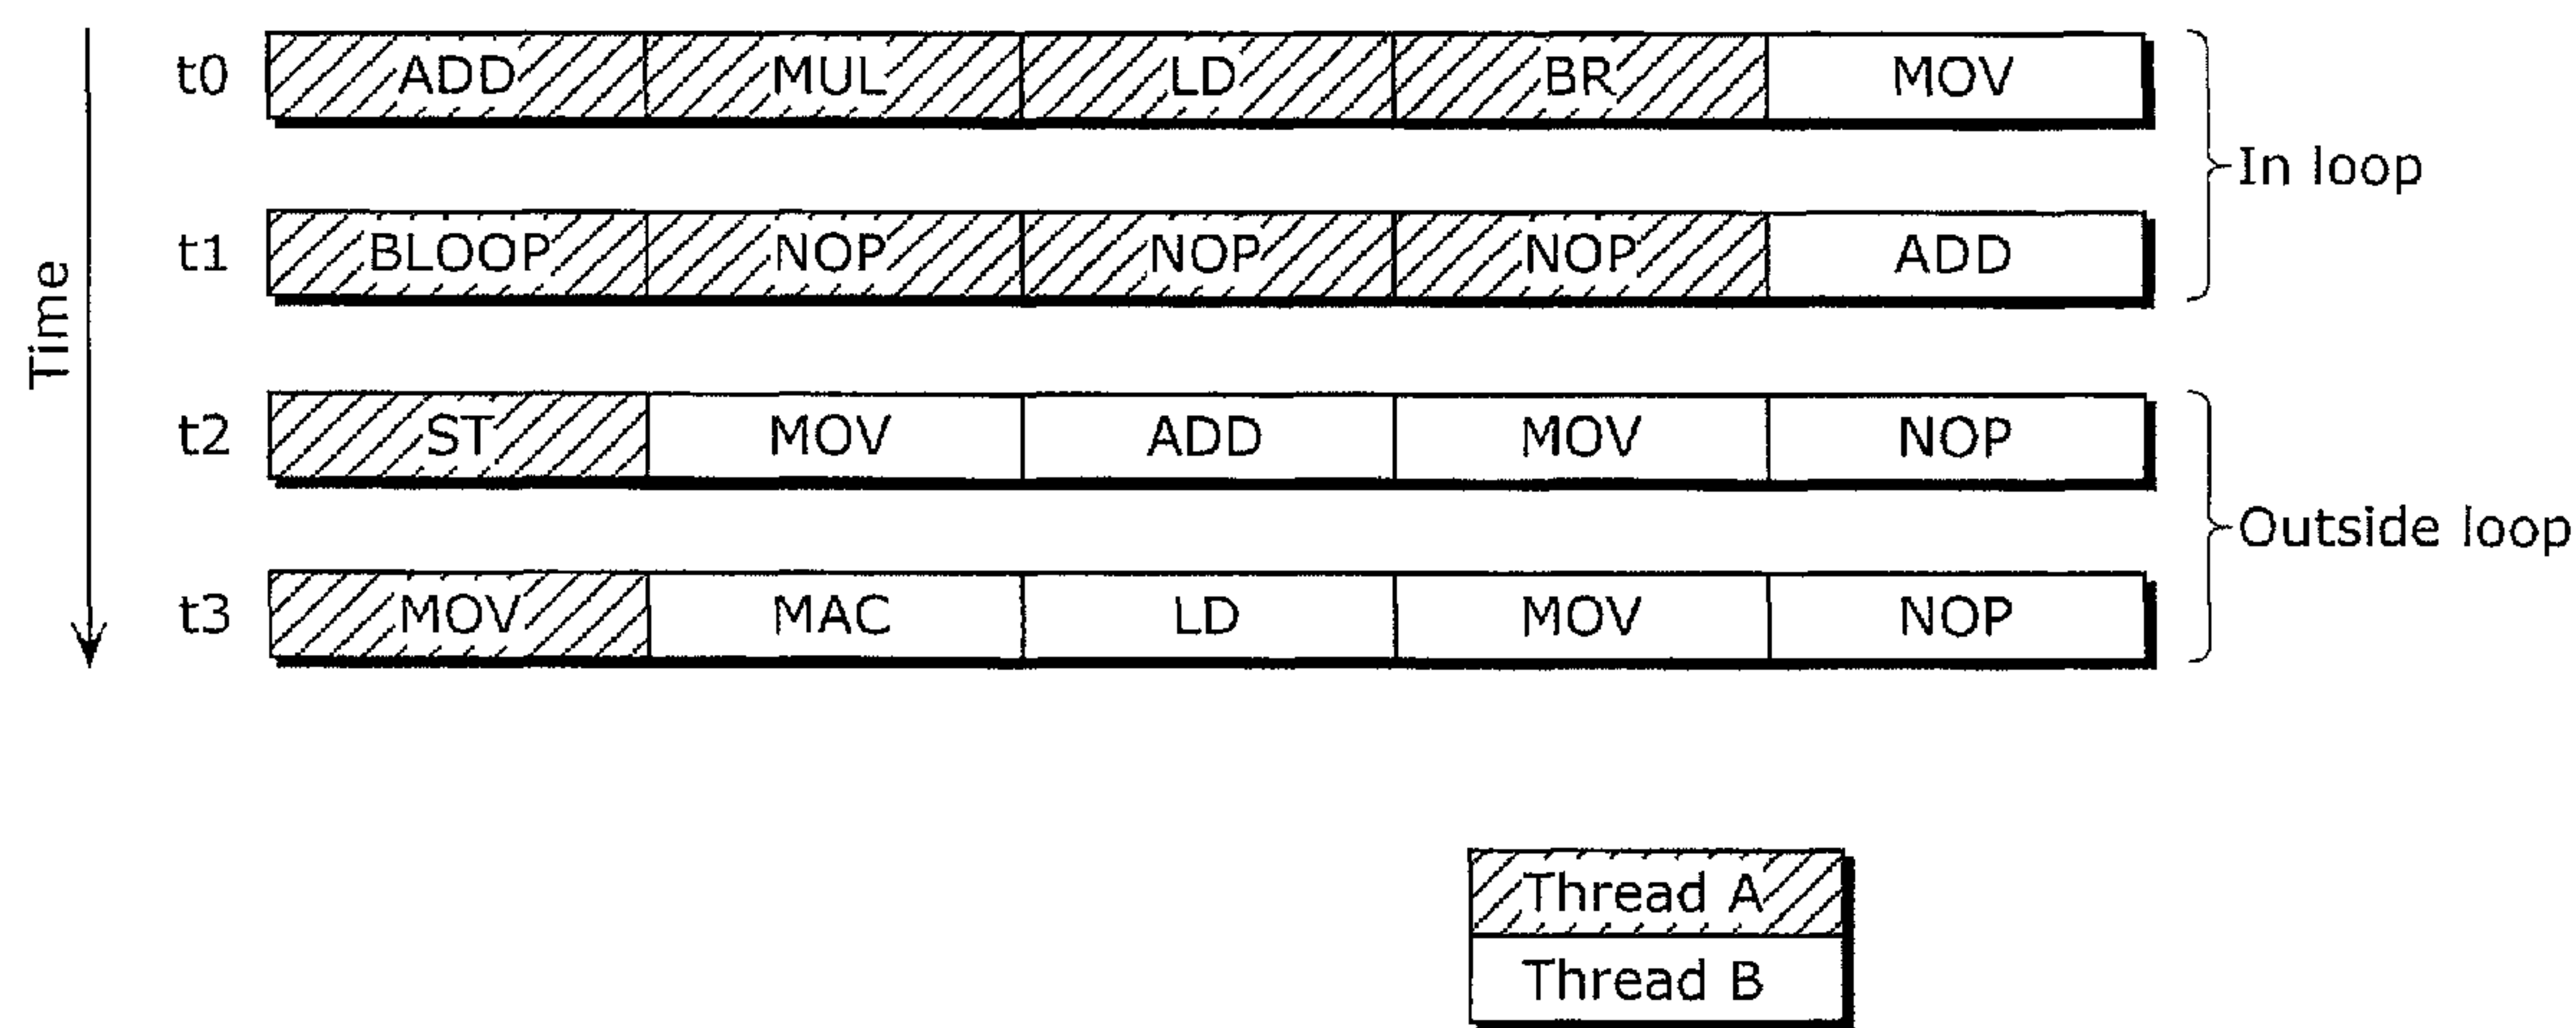 t0 ADD MUL LD BR MOV
In loop
t1 BLOOP NOP NOP NOP ADD
Time
t2 ST MOV ADD MOV NOP
Outside loop
t3 MOV MAC LD MOV NOP
Thread A
Thread B